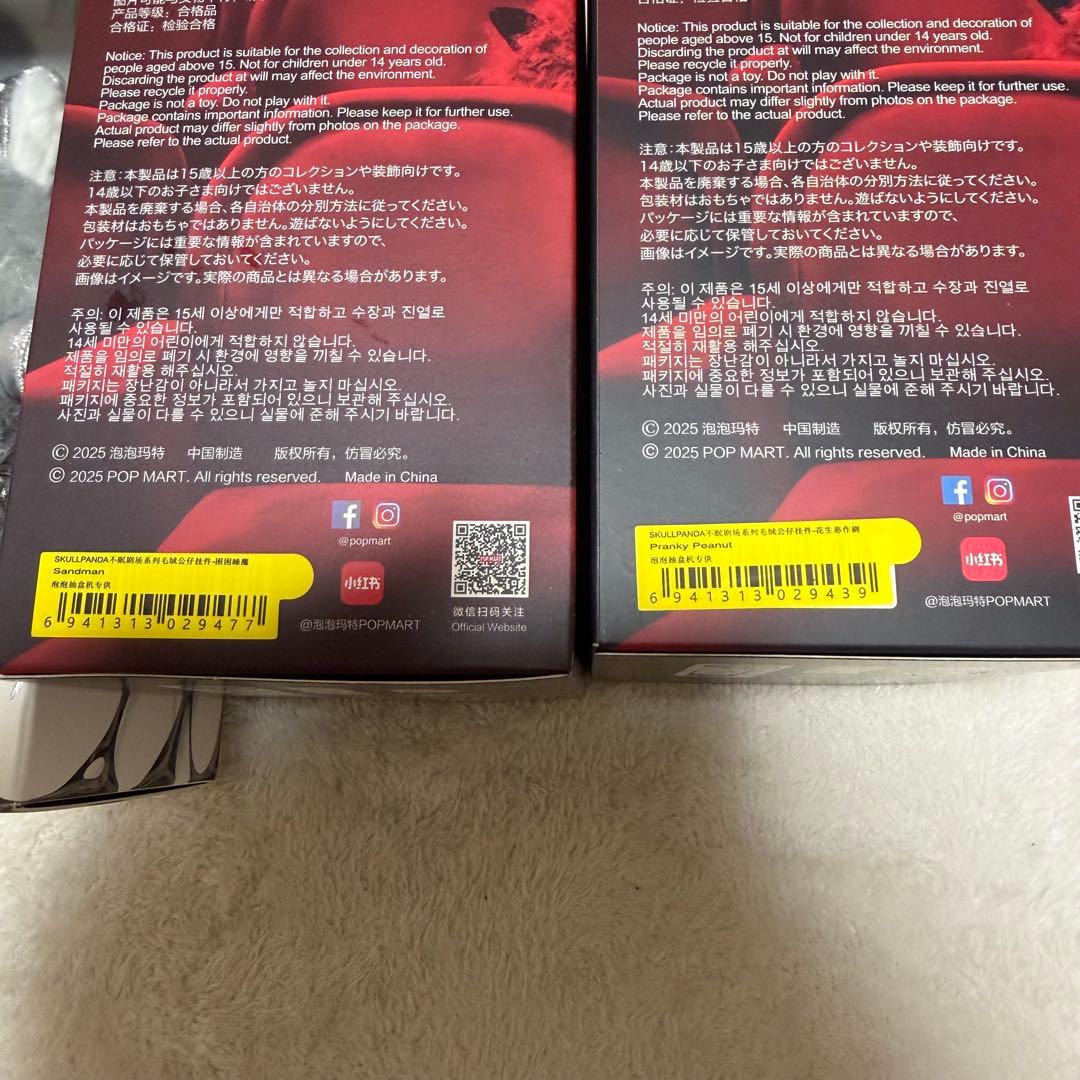 产品等级：合格品
合格证：检验合格
Notice: This product is suitable for the collection and decoration of
people aged above 15. Not for children under 14 years old.
Discarding the product at will may affect the environment.
Please recycle it properly.
Package is not a toy. Do not play with it.
Package contains important information. Please keep it for further use.
Actual product may differ slightly from photos on the package.
Please refer to the actual product.
注意：本製品は15歳以上の方のコレクションや装飾向けです。
14歳以下のお子さま向けではございません。
本製品を廃棄する場合、各自治体の分別方法に従ってください。
包装材はおもちゃではありません。遊ばないようにしてください。
パッケージには重要な情報が含まれていますので、
必要に応じて保管しておいてください。
画像はイメージです。実際の商品とは異なる場合があります。
주의: 이 제품은 15세 이상에게만 적합하고 수장과 진열로
사용될 수 있습니다.
14세 미만의 어린이에게 적합하지 않습니다.
제품을 임의로 폐기 시 환경에 영향을 끼칠 수 있습니다.
적절히 재활용 해주십시오.
패키지는 장난감이 아니라서 가지고 놀지 마십시오.
패키지에 중요한 정보가 포함되어 있으니 보관해 주십시오.
사진과 실물이 다를 수 있으니 실물에 준해 주시기 바랍니다.
© 2025 泡泡玛特 中国制造 版权所有，仿冒必究。
© 2025 POP MART. All rights reserved. Made in China
@popmart
SKULLPANDA不眠剧场系列毛绒公仔挂件-困困睡魔
Sandman
泡泡抽盒机专供
6 941313 029477
小红书
@泡泡玛特POPMART
POP MART
微信扫码关注
Official Website
合格证：检验合格
Notice: This product is suitable for the collection and decoration of
people aged above 15. Not for children under 14 years old.
Discarding the product at will may affect the environment.
Please recycle it properly.
Package is not a toy. Do not play with it.
Package contains important information. Please keep it for further use.
Actual product may differ slightly from photos on the package.
Please refer to the actual product.
注意：本製品は15歳以上の方のコレクションや装飾向けです。
14歳以下のお子さま向けではございません。
本製品を廃棄する場合、各自治体の分別方法に従ってください。
包装材はおもちゃではありません。遊ばないようにしてください。
パッケージには重要な情報が含まれていますので、
必要に応じて保管しておいてください。
画像はイメージです。実際の商品とは異なる場合があります。
주의: 이 제품은 15세 이상에게만 적합하고 수장과 진열로
사용될 수 있습니다.
14세 미만의 어린이에게 적합하지 않습니다.
제품을 임의로 폐기 시 환경에 영향을 끼칠 수 있습니다.
적절히 재활용 해주십시오.
패키지는 장난감이 아니라서 가지고 놀지 마십시오.
패키지에 중요한 정보가 포함되어 있으니 보관해 주십시오.
사진과 실물이 다를 수 있으니 실물에 준해 주시기 바랍니다.
© 2025 泡泡玛特 中国制造 版权所有，仿冒必究。
© 2025 POP MART. All rights reserved. Made in China
@popmart
SKULLPANDA不眠剧场系列毛绒公仔挂件-花生恶作剧
Pranky Peanut
泡泡抽盒机专供
6 941313 029439
小红书
@泡泡玛特POPMART